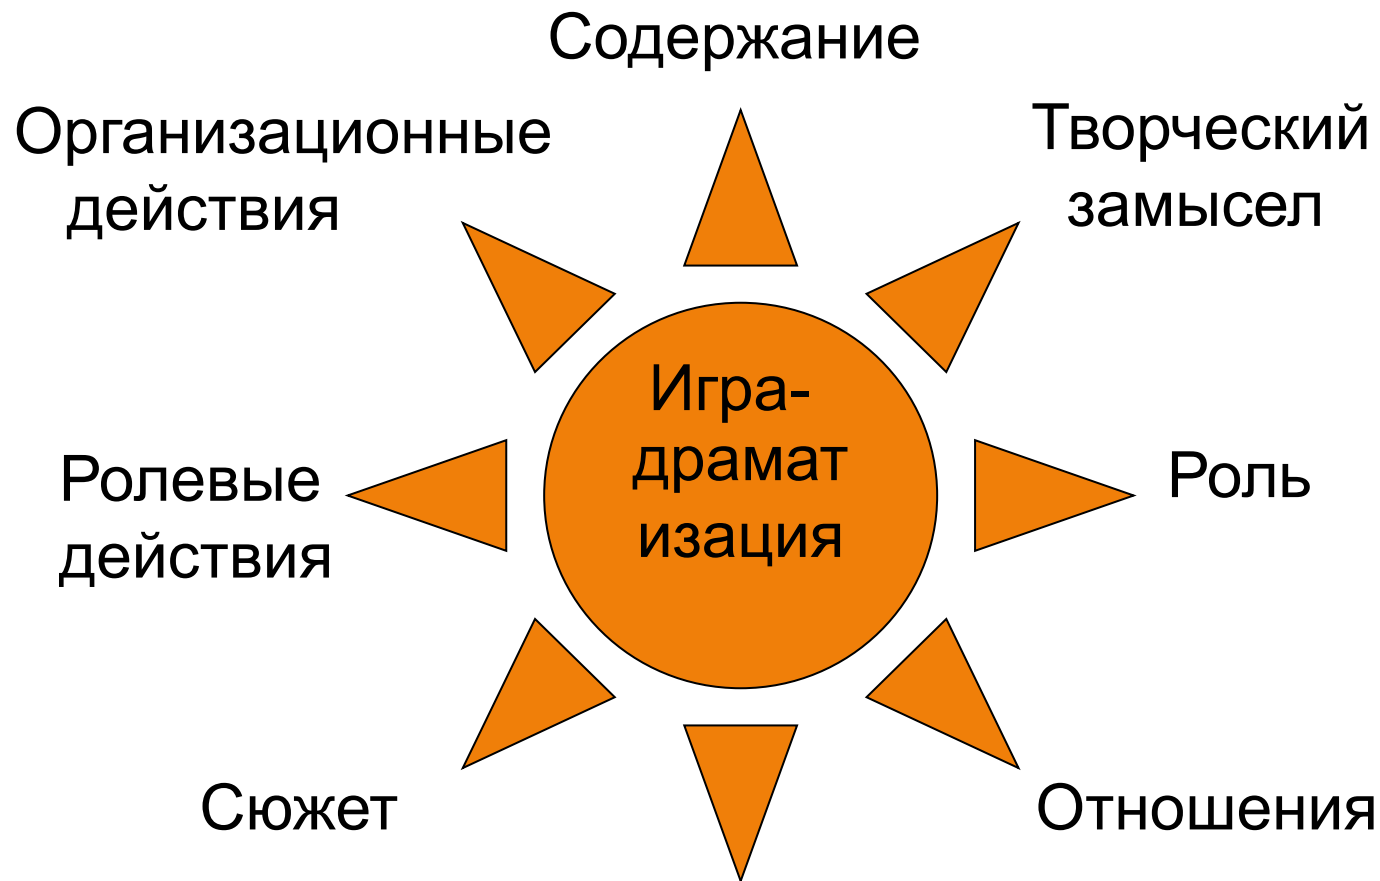 Содержание
Организационные
действия
Творческий
замысел
Игра-
драмат
изация
Ролевые
действия
Роль
Сюжет
Отношения